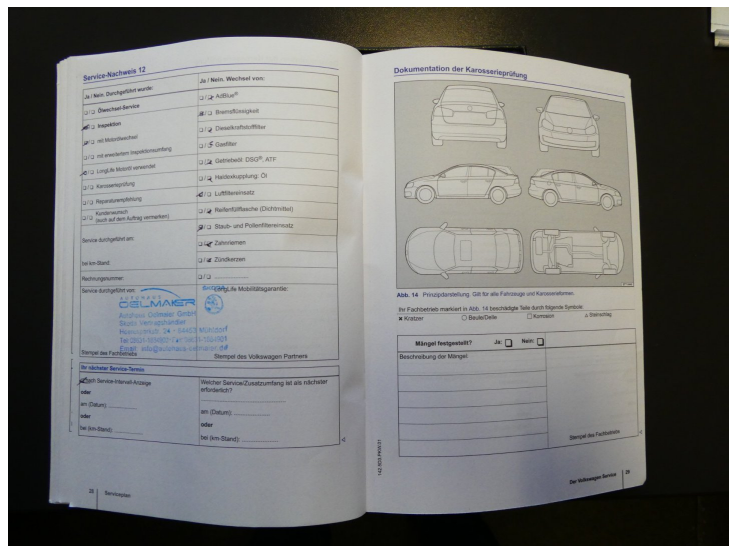 Service-Nachweis 12
Ja / Nein. Durchgeführt wurde:
Ja / Nein. Wechsel von:
Ölwechsel-Service
AdBlue®
Inspektion
Bremsflüssigkeit
mit Motorölwechsel
Dieselkraftstofffilter
mit erweitertem Inspektionsumfang
Gasfilter
LongLife Motoröl verwendet
Getriebeöl: DSG®, ATF
Karosserieprüfung
Haldexkupplung: Öl
Reparaturempfehlung
Luftfiltereinsatz
Kundenwunsch
(auch auf dem Auftrag vermerken)
Reifenfüllflasche (Dichtmittel)
Staub- und Pollenfiltereinsatz
Service durchgeführt am:
Zahnriemen
bei km-Stand:
Zündkerzen
Rechnungsnummer:
Service durchgeführt von:
LongLife Mobilitätsgarantie:
AUTOHAUS
OELMAIER
Autohaus Oelmaier GmbH
Skoda Vertragshändler
Stempel des Fachbetriebs
Stempel des Volkswagen Partners
Ihr nächster Service-Termin
nach Service-Intervall-Anzeige
oder
am (Datum):
oder
bei (km-Stand):
Welcher Service/Zusatzumfang ist als nächster
erforderlich?
am (Datum):
oder
bei (km-Stand):
28 Serviceplan
Dokumentation der Karosserieprüfung
Abb. 14 Prinzipdarstellung. Gilt für alle Fahrzeuge und Karosserieformen.
Ihr Fachbetrieb markiert in Abb. 14 beschädigte Teile durch folgende Symbole:
× Kratzer □ Beule/Delle □ Korrosion ▵ Steinschlag
Mängel festgestellt? Ja: Nein:
Beschreibung der Mängel:
Stempel des Fachbetriebs
Der Volkswagen Service 29